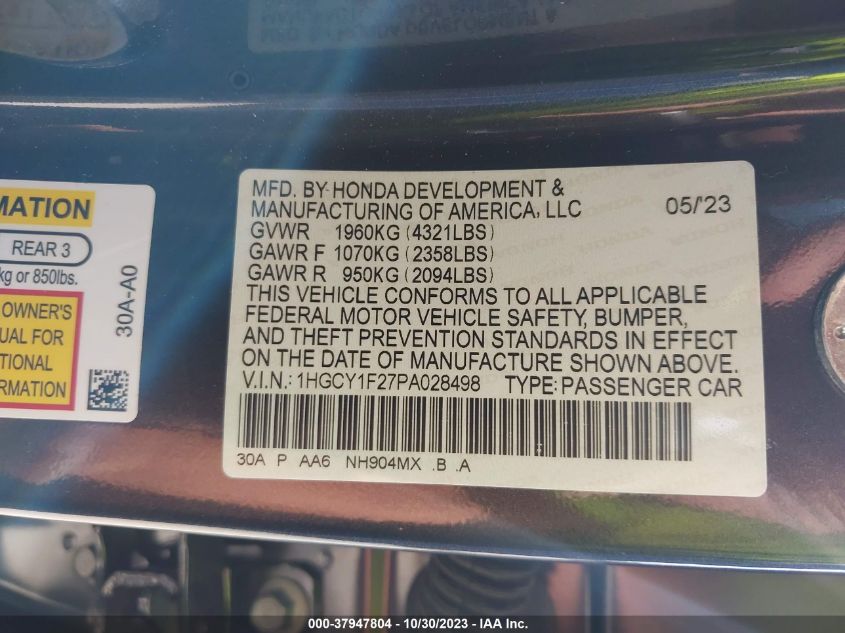 MATION
REAR 3
kg or 850lbs.
OWNER'S
UAL FOR
TIONAL
ORMATION
30A-A0
MFD. BY HONDA DEVELOPMENT &
MANUFACTURING OF AMERICA, LLC 05/'23
GVWR 1960KG (4321LBS)
GAWR F 1070KG (2358LBS)
GAWR R 950KG (2094LBS)
THIS VEHICLE CONFORMS TO ALL APPLICABLE
FEDERAL MOTOR VEHICLE SAFETY, BUMPER,
AND THEFT PREVENTION STANDARDS IN EFFECT
ON THE DATE OF MANUFACTURE SHOWN ABOVE.
V.I.N.: 1HGCY1F27PA028498 TYPE: PASSENGER CAR
30A P AA6 NH904MX .B .A
000-37947804 / 10/30/2023 - IAA Inc.